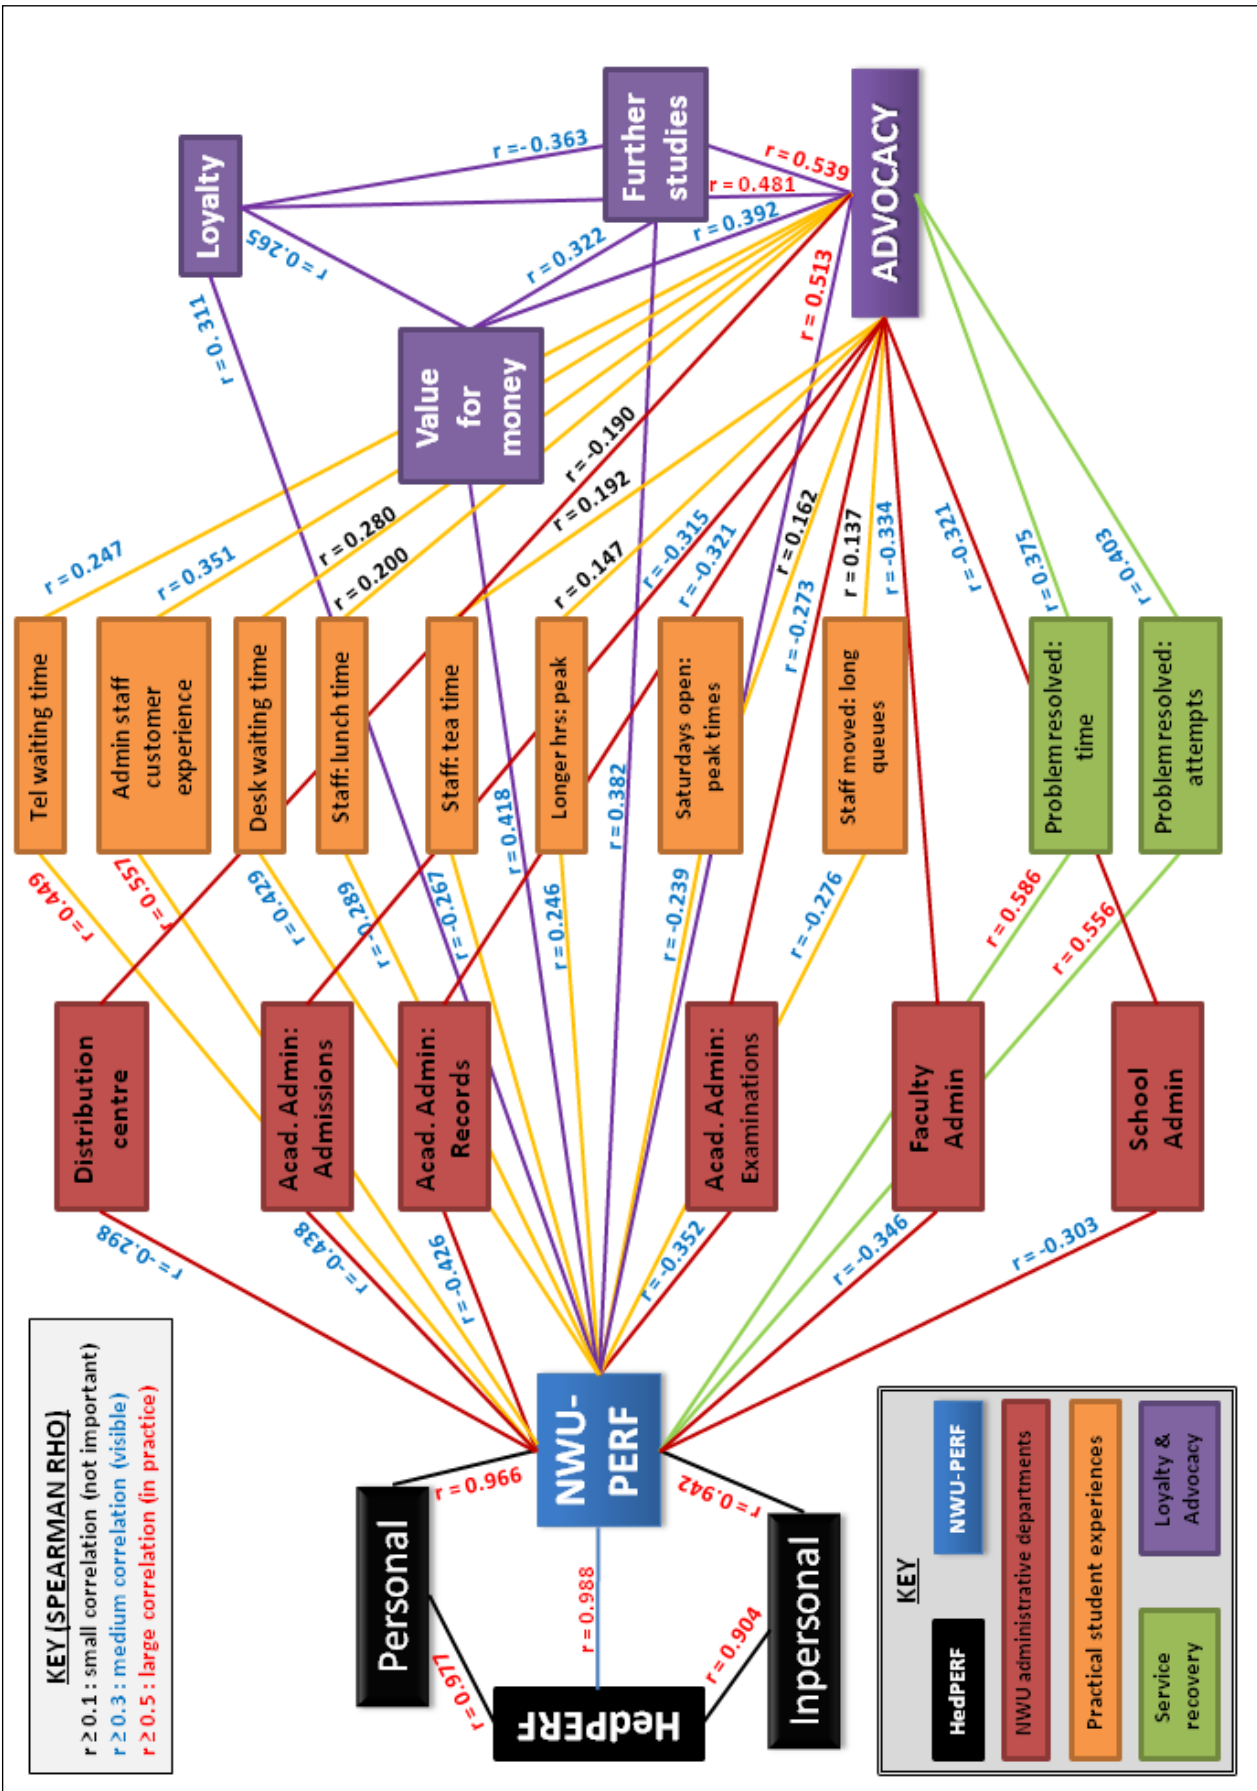 KEY (SPEARMAN RHO)
r ≥ 0.1 : small correlation (not important)
r ≥ 0.3 : medium correlation (visible)
r ≥ 0.5 : large correlation (in practice)
Distribution
centre
Acad. Admin:
Admissions
Acad. Admin:
Records
Acad. Admin:
Examinations
Faculty
Admin
School
Admin
Tel waiting time
Admin staff
customer
experience
Desk waiting time
Staff: lunch time
Staff: tea time
Longer hrs: peak
Saturdays open:
peak times
Staff moved: long
queues
Problem resolved:
time
Problem resolved:
attempts
Loyalty
Value
for
money
Further
studies
ADVOCACY
Personal
HedPERF
Inpersonal
NWU-
PERF
r = 0.977
r = 0.904
r = 0.988
r = 0.966
r = 0.942
r = -0.298
r = -0.438
r = -0.426
r = -0.352
r = -0.346
r = -0.303
r = 0.449
r = 0.557
r = 0.429
r = -0.289
r = -0.267
r = 0.418
r = 0.246
r = 0.382
r = -0.239
r = -0.276
r = 0.586
r = 0.556
r = 0.247
r = 0.351
r = 0.280
r = 0.200
r = -0.190
r = 0.192
r = 0.147
r = -0.315
r = -0.321
r = 0.162
r = -0.273
r = 0.137
r = -0.334
r = -0.321
r = 0.375
r = 0.403
r = 0.311
r = 0.265
r =- 0.363
r = 0.322
r = 0.392
r = 0.481
r = 0.539
r = 0.513
KEY
HedPERF
NWU-PERF
NWU administrative departments
Practical student experiences
Service
recovery
Loyalty &
Advocacy